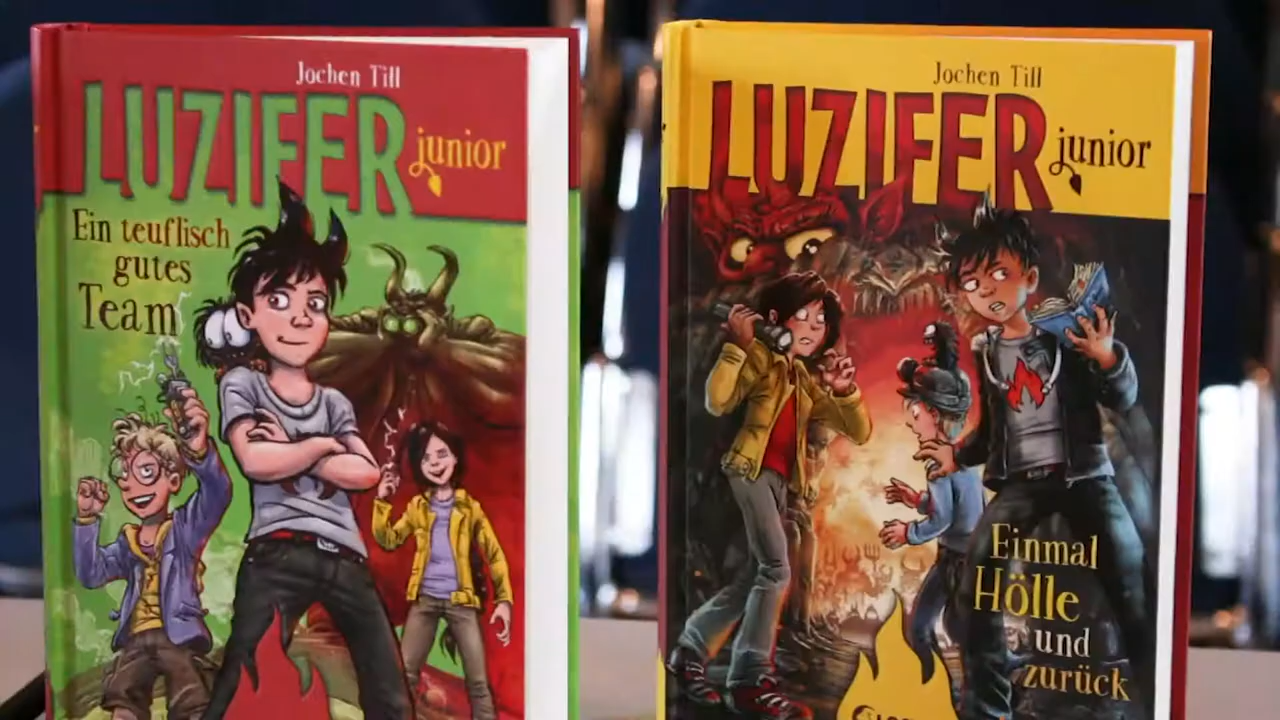 Jochen Till
LUZIFER
junior
Ein teuflisch
gutes
Team
Jochen Till
LUZIFER
junior
Einmal
Hölle
und
zurück